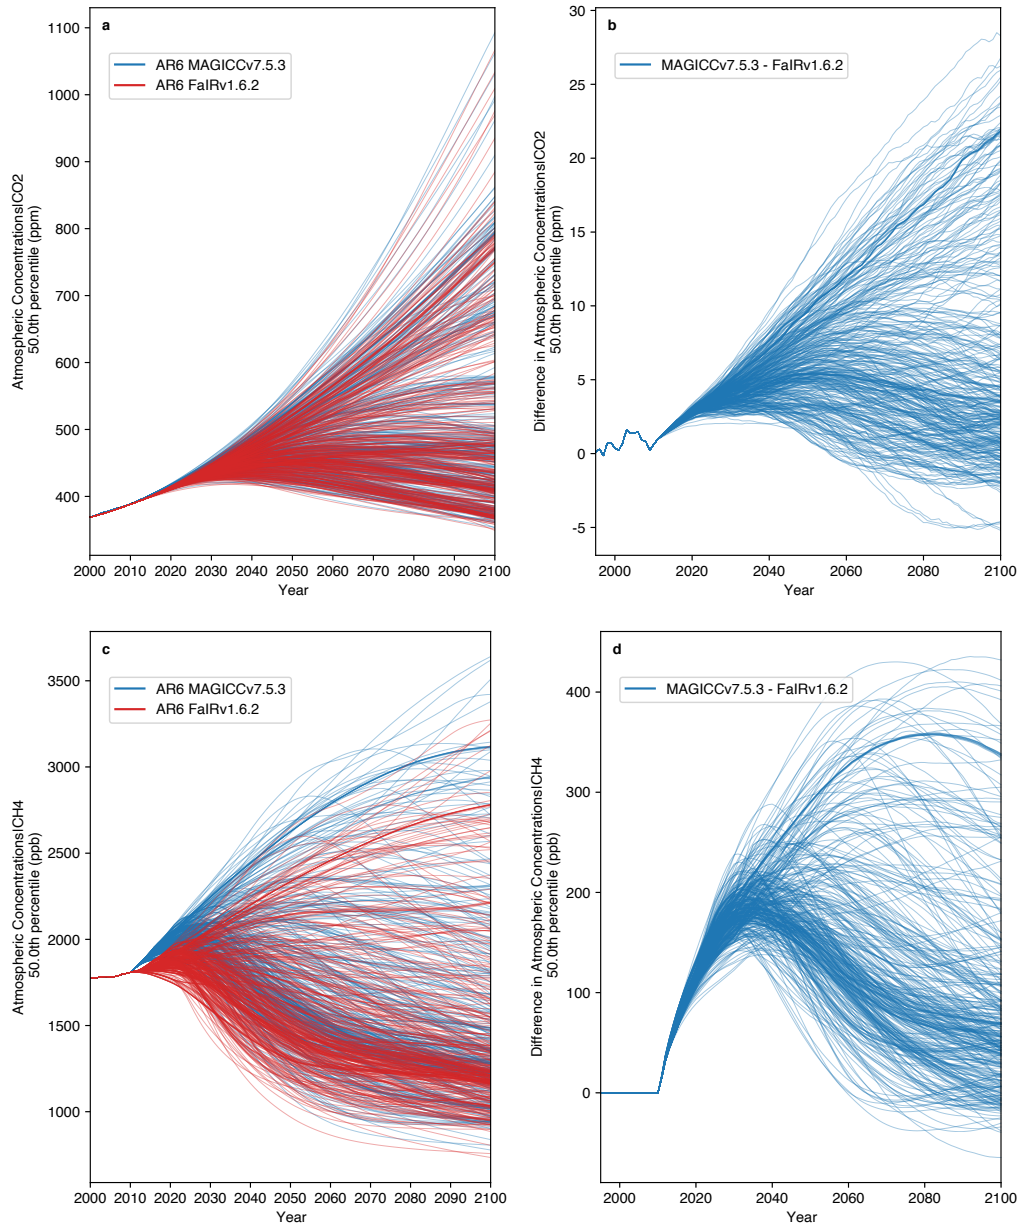 a
AR6 MAGICCv7.5.3
AR6 FaIRv1.6.2
Atmospheric Concentrations|CO2
50.0th percentile (ppm)
1100
1000
900
800
700
600
500
400
2000 2010 2020 2030 2040 2050 2060 2070 2080 2090 2100
Year
b
MAGICCv7.5.3 - FaIRv1.6.2
Difference in Atmospheric Concentrations|CO2
50.0th percentile (ppm)
30
25
20
15
10
5
0
-5
2000 2020 2040 2060 2080 2100
Year
c
AR6 MAGICCv7.5.3
AR6 FaIRv1.6.2
Atmospheric Concentrations|CH4
50.0th percentile (ppb)
3500
3000
2500
2000
1500
1000
2000 2010 2020 2030 2040 2050 2060 2070 2080 2090 2100
Year
d
MAGICCv7.5.3 - FaIRv1.6.2
Difference in Atmospheric Concentrations|CH4
50.0th percentile (ppb)
400
300
200
100
0
2000 2020 2040 2060 2080 2100
Year